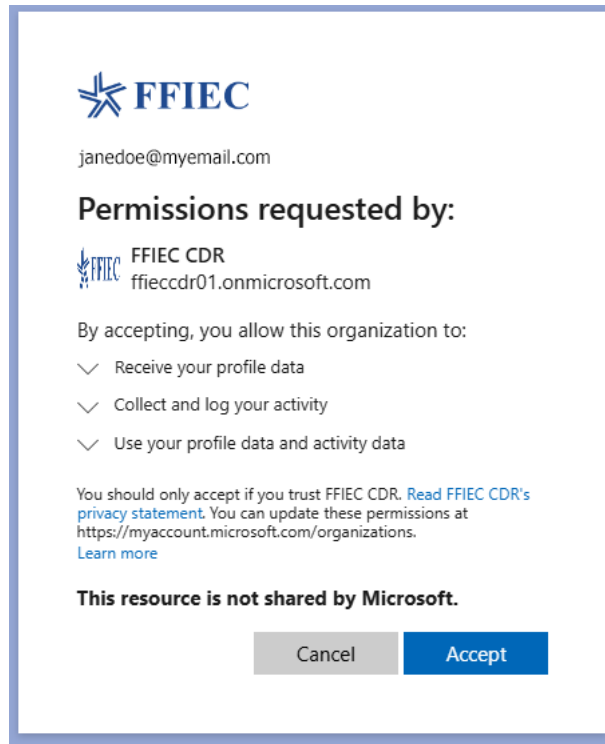 FFIEC
janedoe@myemail.com
Permissions requested by:
FFIEC
FFIEC CDR
ffieccdr01.onmicrosoft.com
By accepting, you allow this organization to:
Receive your profile data
Collect and log your activity
Use your profile data and activity data
You should only accept if you trust FFIEC CDR. Read FFIEC CDR's
privacy statement. You can update these permissions at
https://myaccount.microsoft.com/organizations.
Learn more
This resource is not shared by Microsoft.
Cancel
Accept